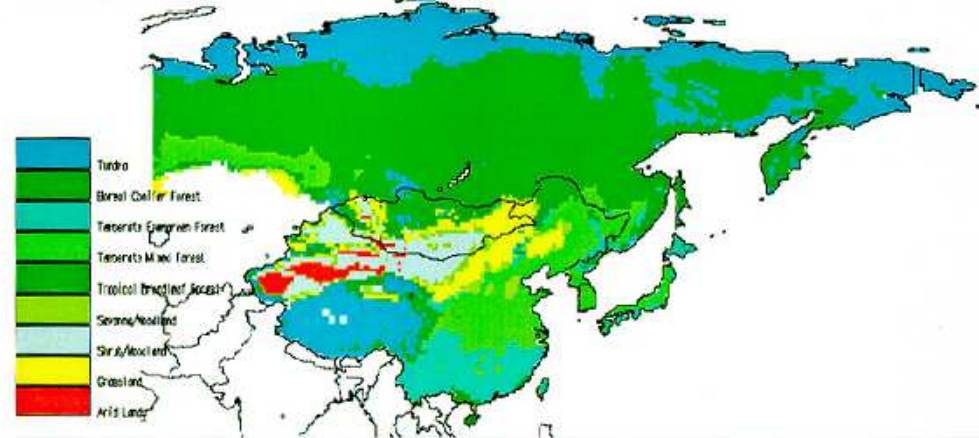 Tundra
Boreal Conifer Forest
Temperate Evergreen Forest
Temperate Mixed Forest
Tropical Broadleaf Forest
Savanna/Woodland
Shrub/Woodland
Grassland
Arid Lands